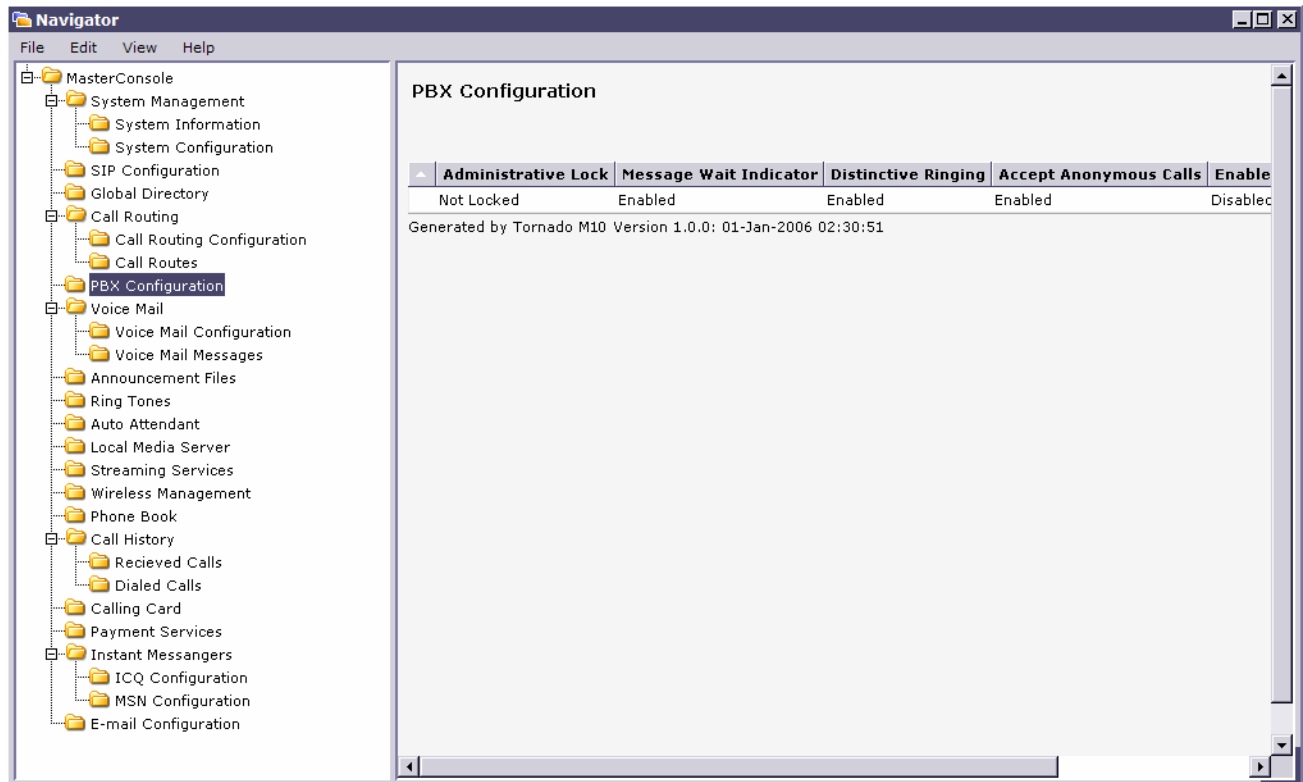 Navigator
File Edit View Help
MasterConsole
System Management
System Information
System Configuration
SIP Configuration
Global Directory
Call Routing
Call Routing Configuration
Call Routes
PBX Configuration
Voice Mail
Voice Mail Configuration
Voice Mail Messages
Announcement Files
Ring Tones
Auto Attendant
Local Media Server
Streaming Services
Wireless Management
Phone Book
Call History
Recieved Calls
Dialed Calls
Calling Card
Payment Services
Instant Messangers
ICQ Configuration
MSN Configuration
E-mail Configuration
PBX Configuration
Administrative Lock Message Wait Indicator Distinctive Ringing Accept Anonymous Calls Enable
Not Locked Enabled Enabled Enabled Disabled
Generated by Tornado M10 Version 1.0.0: 01-Jan-2006 02:30:51